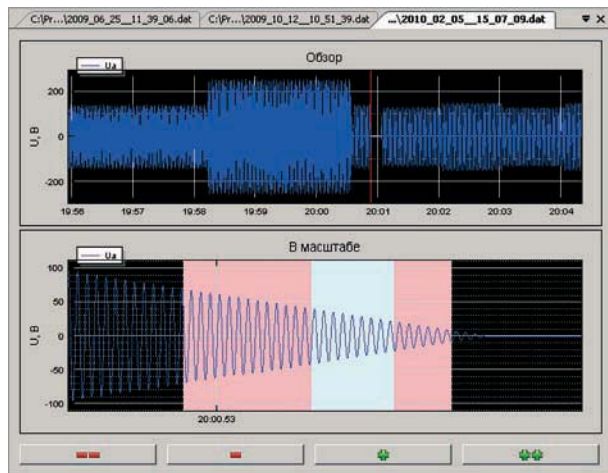 C:\Pr...\2009_06_25__11_39_06.dat C:\Pr...\2009_10_12__10_51_39.dat ...\2010_02_05__15_07_09.dat
Обзор
Ua
U, В
200
0
-200
19:56 19:57 19:58 19:59 20:00 20:01 20:02 20:03 20:04
В масштабе
Ua
U, В
100
50
0
-50
-100
20:00.53